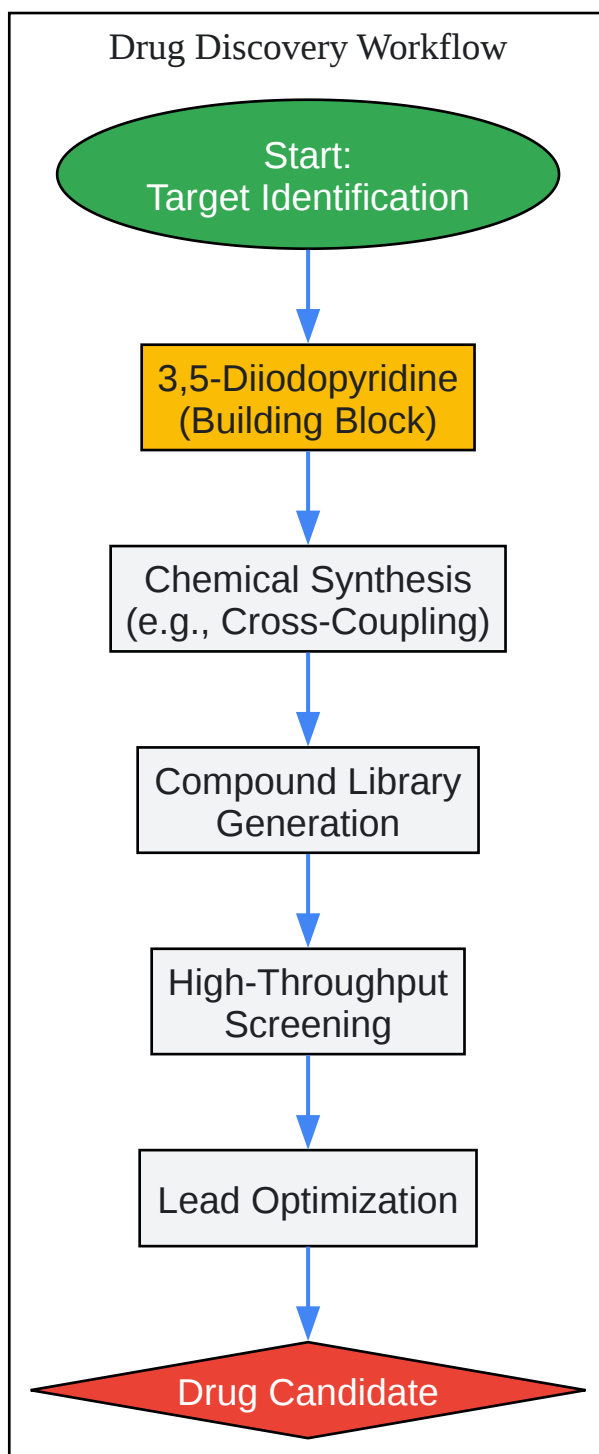 Drug Discovery Workflow
Start:
Target Identification
3,5-Diiodopyridine
(Building Block)
Chemical Synthesis
(e.g., Cross-Coupling)
Compound Library
Generation
High-Throughput
Screening
Lead Optimization
Drug Candidate